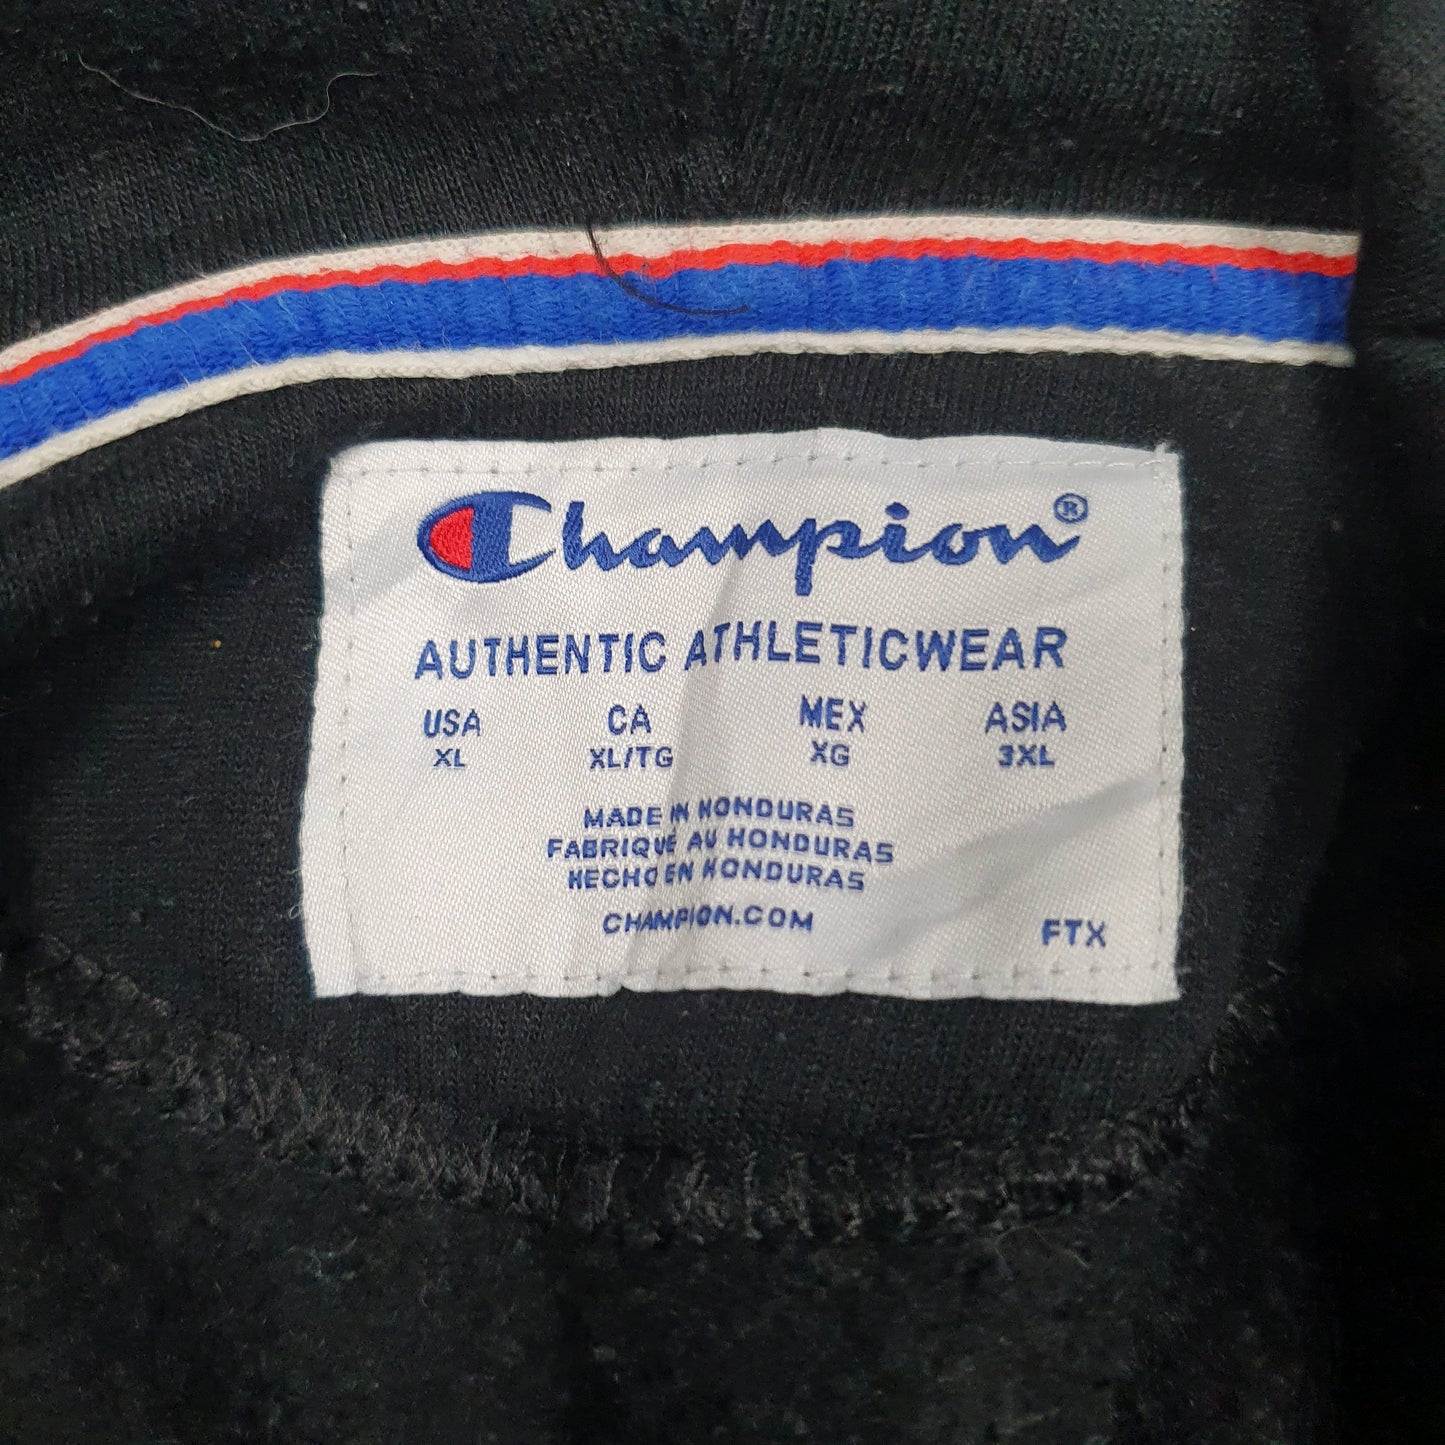 Champion®
AUTHENTIC ATHLETICWEAR
USA CA MEX ASIA
XL XL/TG XG 3XL
MADE IN HONDURAS
FABRIQUÉ AU HONDURAS
HECHO EN HONDURAS
CHAMPION.COM
FTX